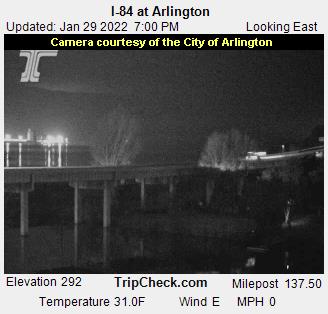 I-84 at Arlington
Updated: Jan 29 2022 7:00 PM Looking East
Camera courtesy of the City of Arlington
Elevation 292 TripCheck.com Milepost 137.50
Temperature 31.0F Wind E MPH 0